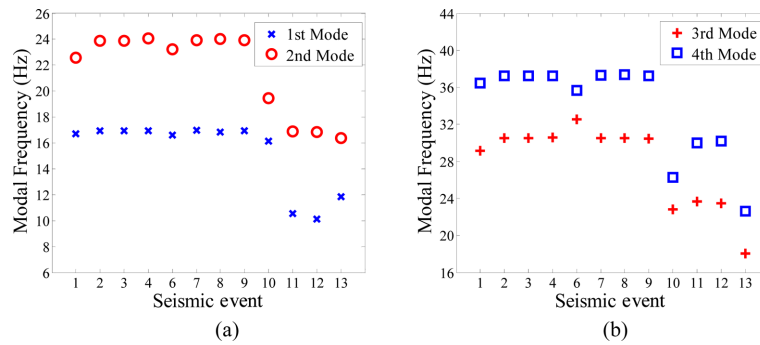 26
24
22
20
18
16
14
12
10
8
6
Modal Frequency (Hz)
1st Mode
2nd Mode
1 2 3 4 5 6 7 8 9 10 11 12 13
Seismic event
(a)
44
40
36
32
28
24
20
16
Modal Frequency (Hz)
3rd Mode
4th Mode
1 2 3 4 5 6 7 8 9 10 11 12 13
Seismic event
(b)